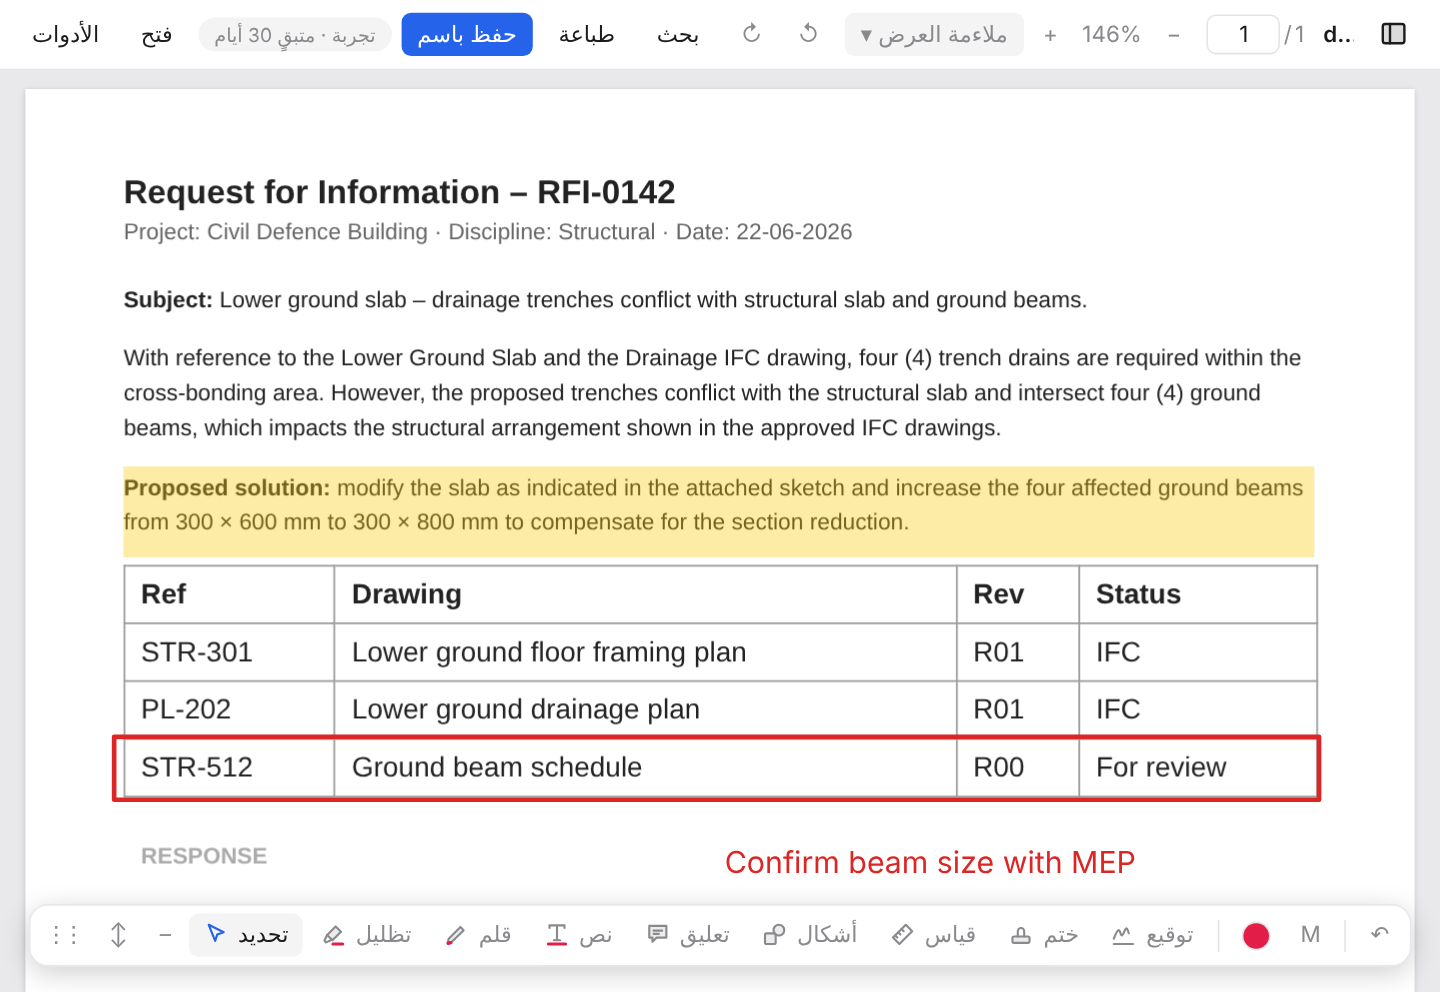 الأدوات
فتح
تجربة · متبقٍ 30 أيام
حفظ باسم
طباعة
بحث
ملاءمة العرض ▾
+ 146% −
1 / 1
d...
Request for Information – RFI-0142
Project: Civil Defence Building · Discipline: Structural · Date: 22-06-2026
Subject: Lower ground slab – drainage trenches conflict with structural slab and ground beams.
With reference to the Lower Ground Slab and the Drainage IFC drawing, four (4) trench drains are required within the
cross-bonding area. However, the proposed trenches conflict with the structural slab and intersect four (4) ground
beams, which impacts the structural arrangement shown in the approved IFC drawings.
Proposed solution: modify the slab as indicated in the attached sketch and increase the four affected ground beams
from 300 × 600 mm to 300 × 800 mm to compensate for the section reduction.
Ref Drawing Rev Status
STR-301 Lower ground floor framing plan R01 IFC
PL-202 Lower ground drainage plan R01 IFC
STR-512 Ground beam schedule R00 For review
RESPONSE
Confirm beam size with MEP
تحديد
تظليل
قلم
نص
تعليق
أشكال
قياس
ختم
توقيع
M